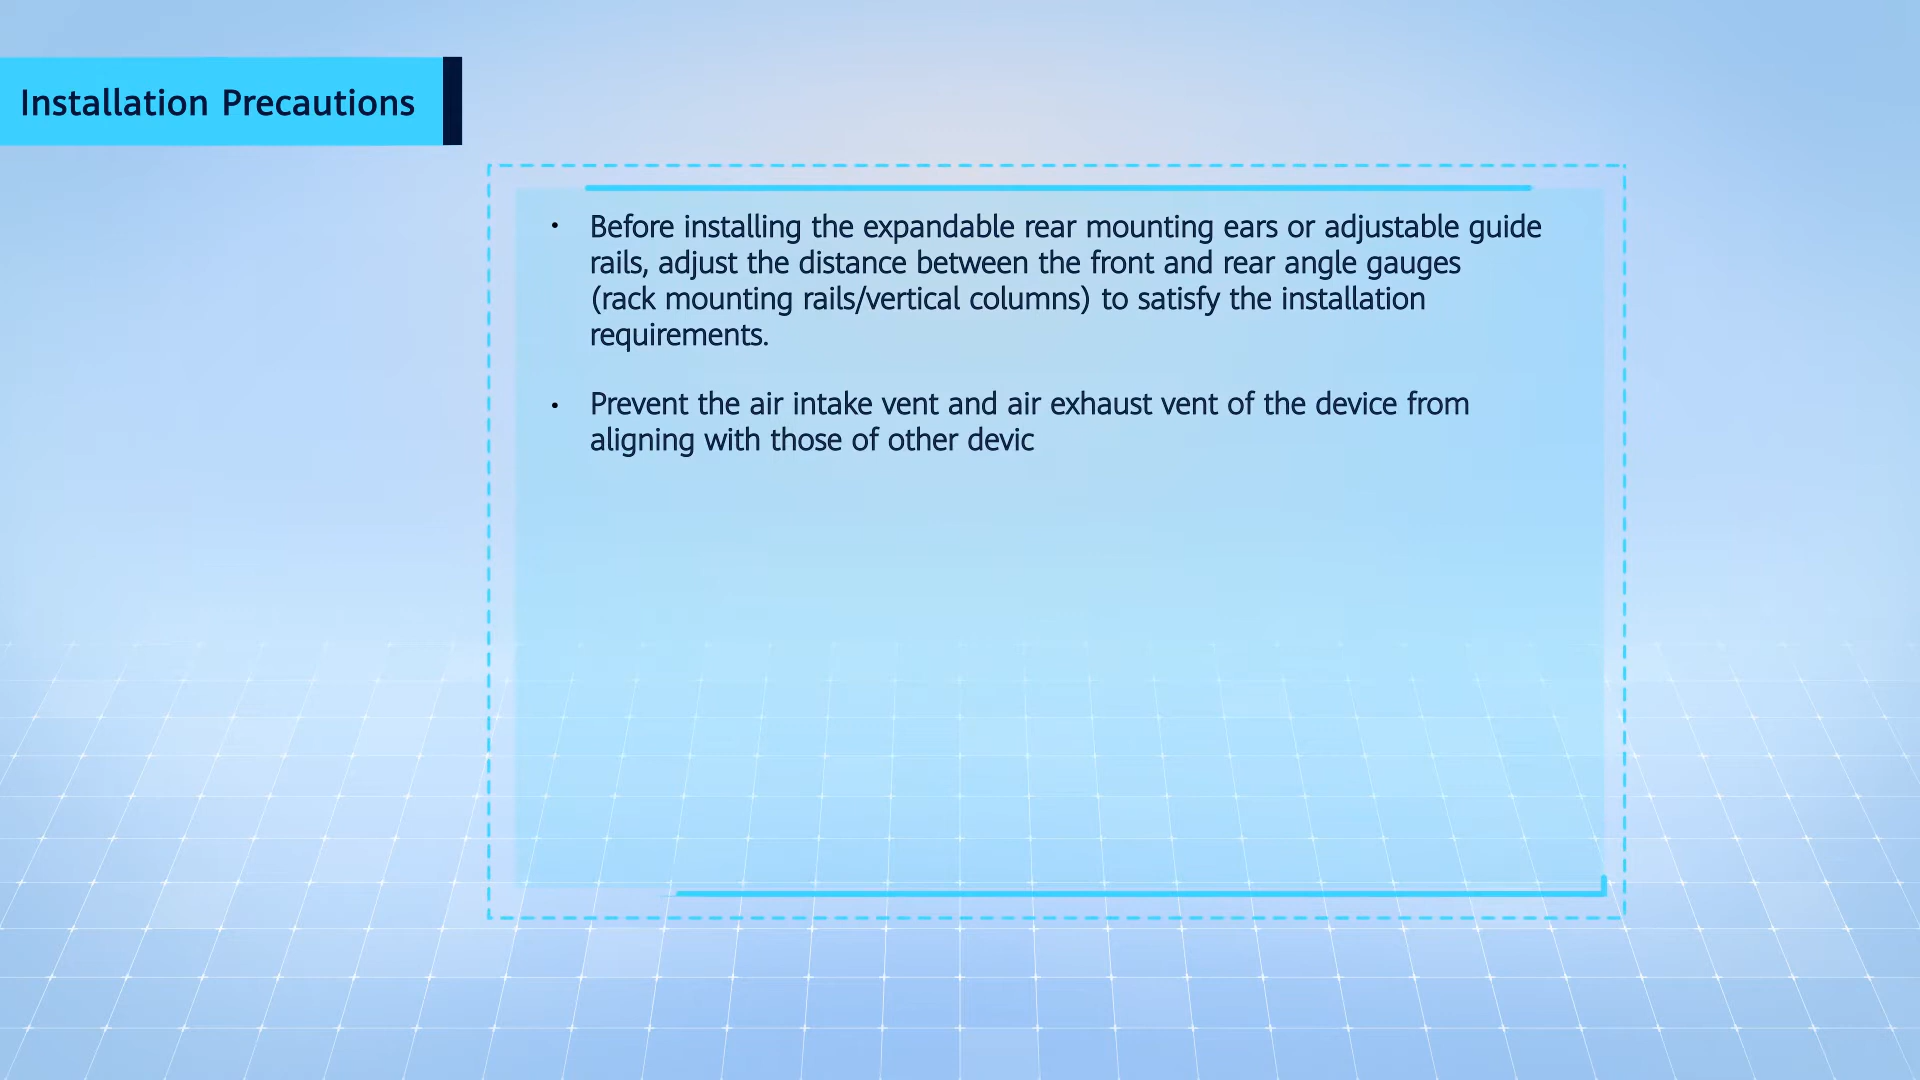 Installation Precautions
• Before installing the expandable rear mounting ears or adjustable guide
rails, adjust the distance between the front and rear angle gauges
(rack mounting rails/vertical columns) to satisfy the installation
requirements.
• Prevent the air intake vent and air exhaust vent of the device from
aligning with those of other devic